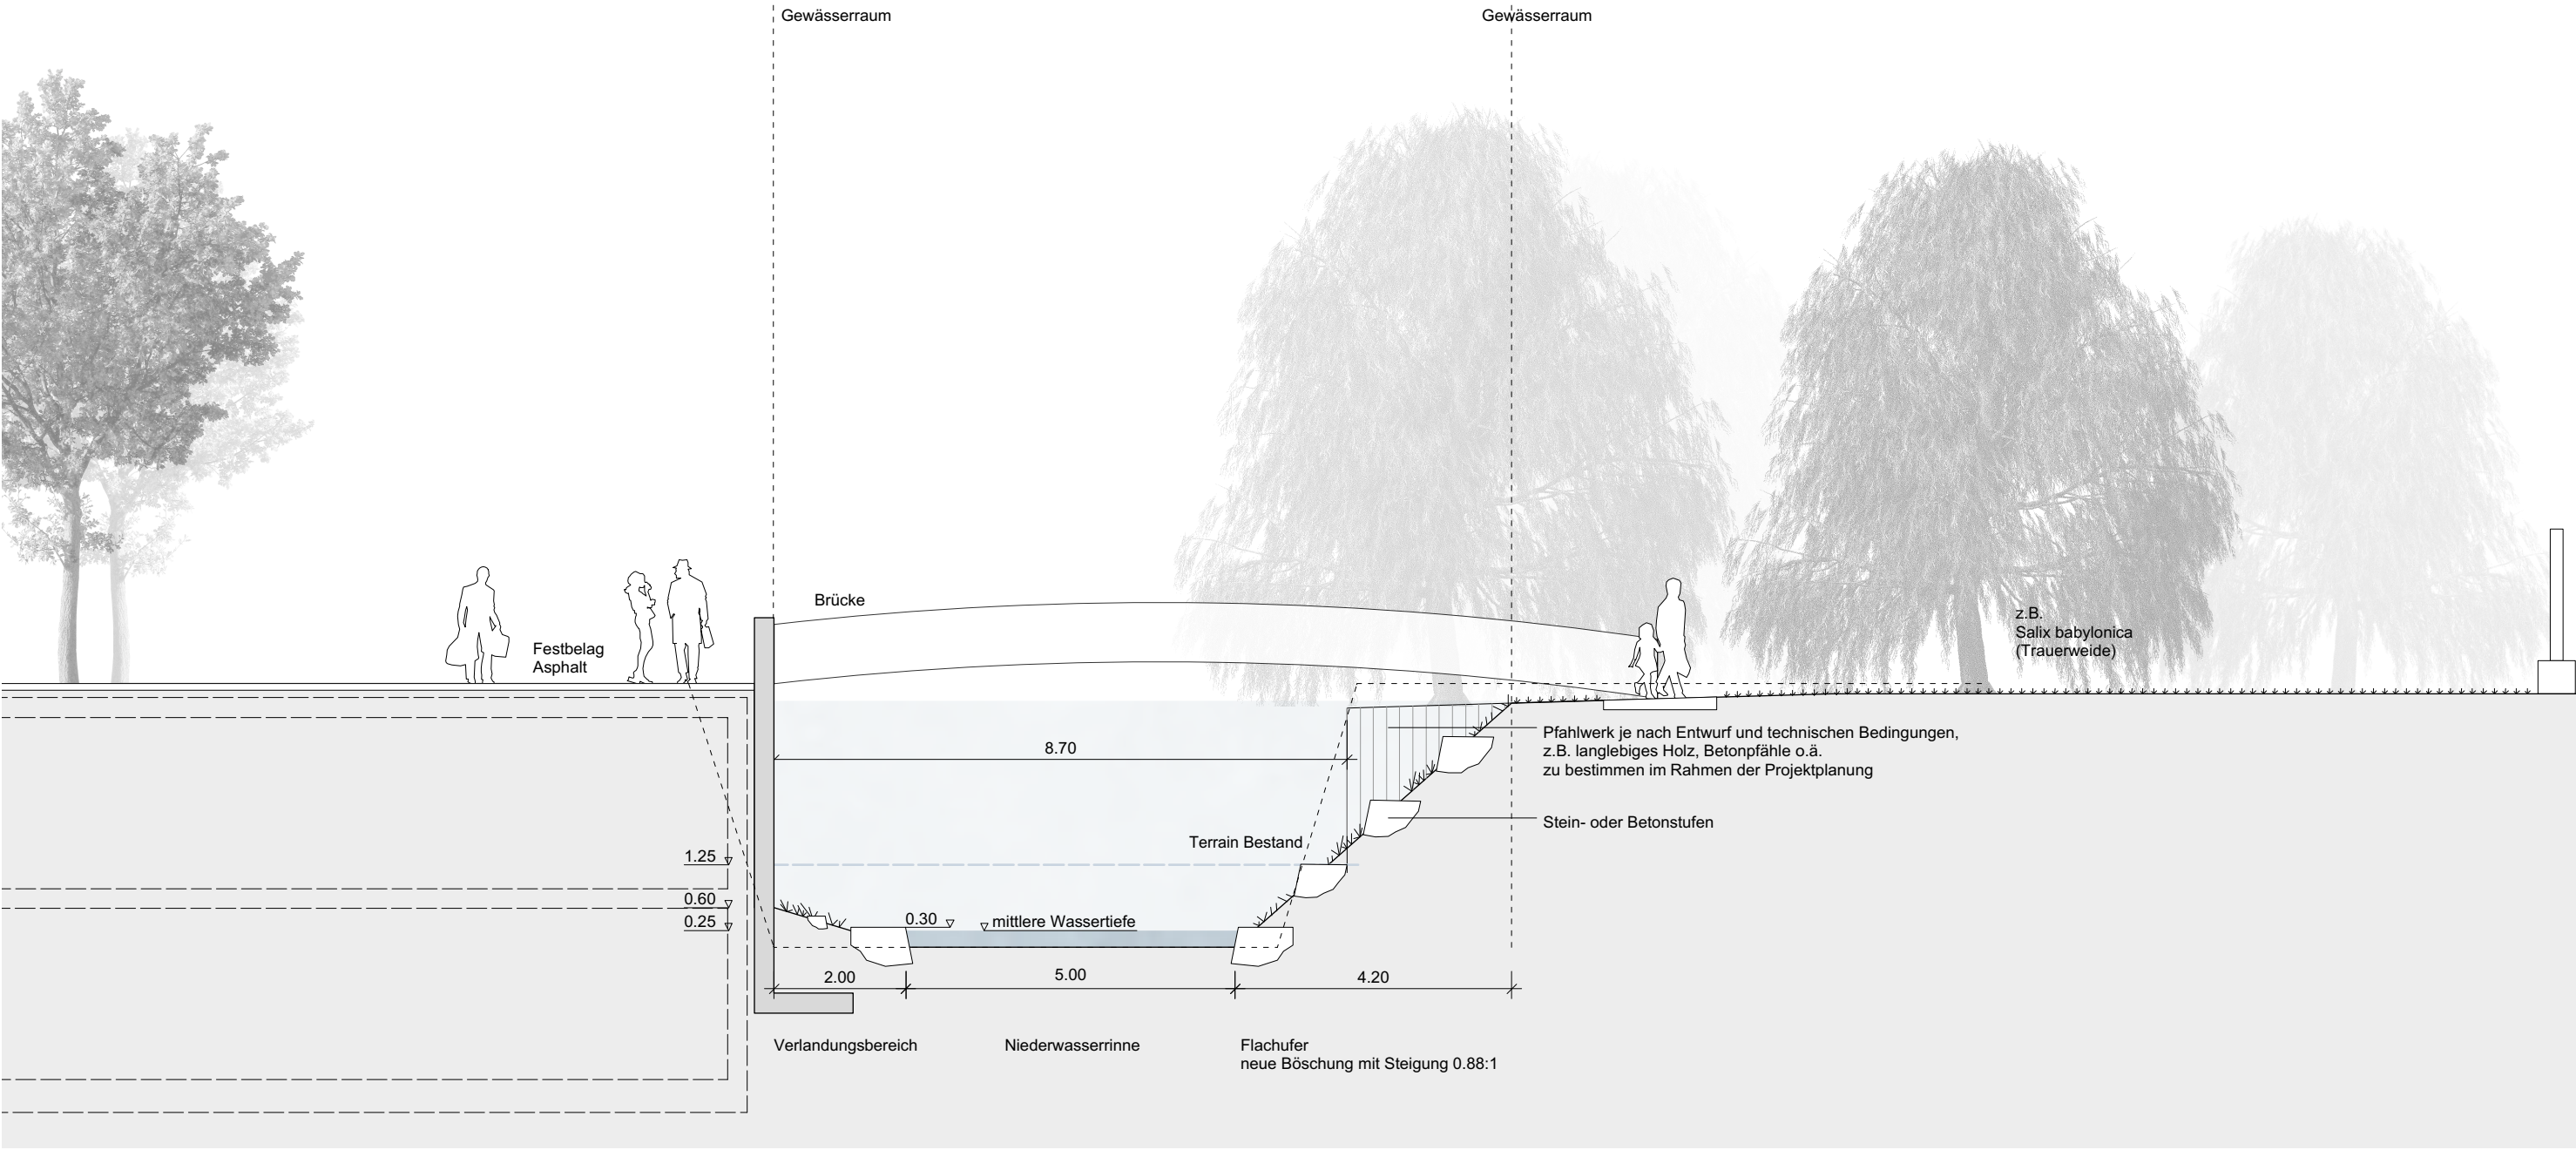 Gewässerraum
Gewässerraum
Brücke
Festbelag
Asphalt
z.B.
Salix babylonica
(Trauerweide)
8.70
Pfahlwerk je nach Entwurf und technischen Bedingungen,
z.B. langlebiges Holz, Betonpfähle o.ä.
zu bestimmen im Rahmen der Projektplanung
Stein- oder Betonstufen
Terrain Bestand
1.25
0.60
0.25
0.30
mittlere Wassertiefe
2.00
5.00
4.20
Verlandungsbereich
Niederwasserrinne
Flachufer
neue Böschung mit Steigung 0.88:1